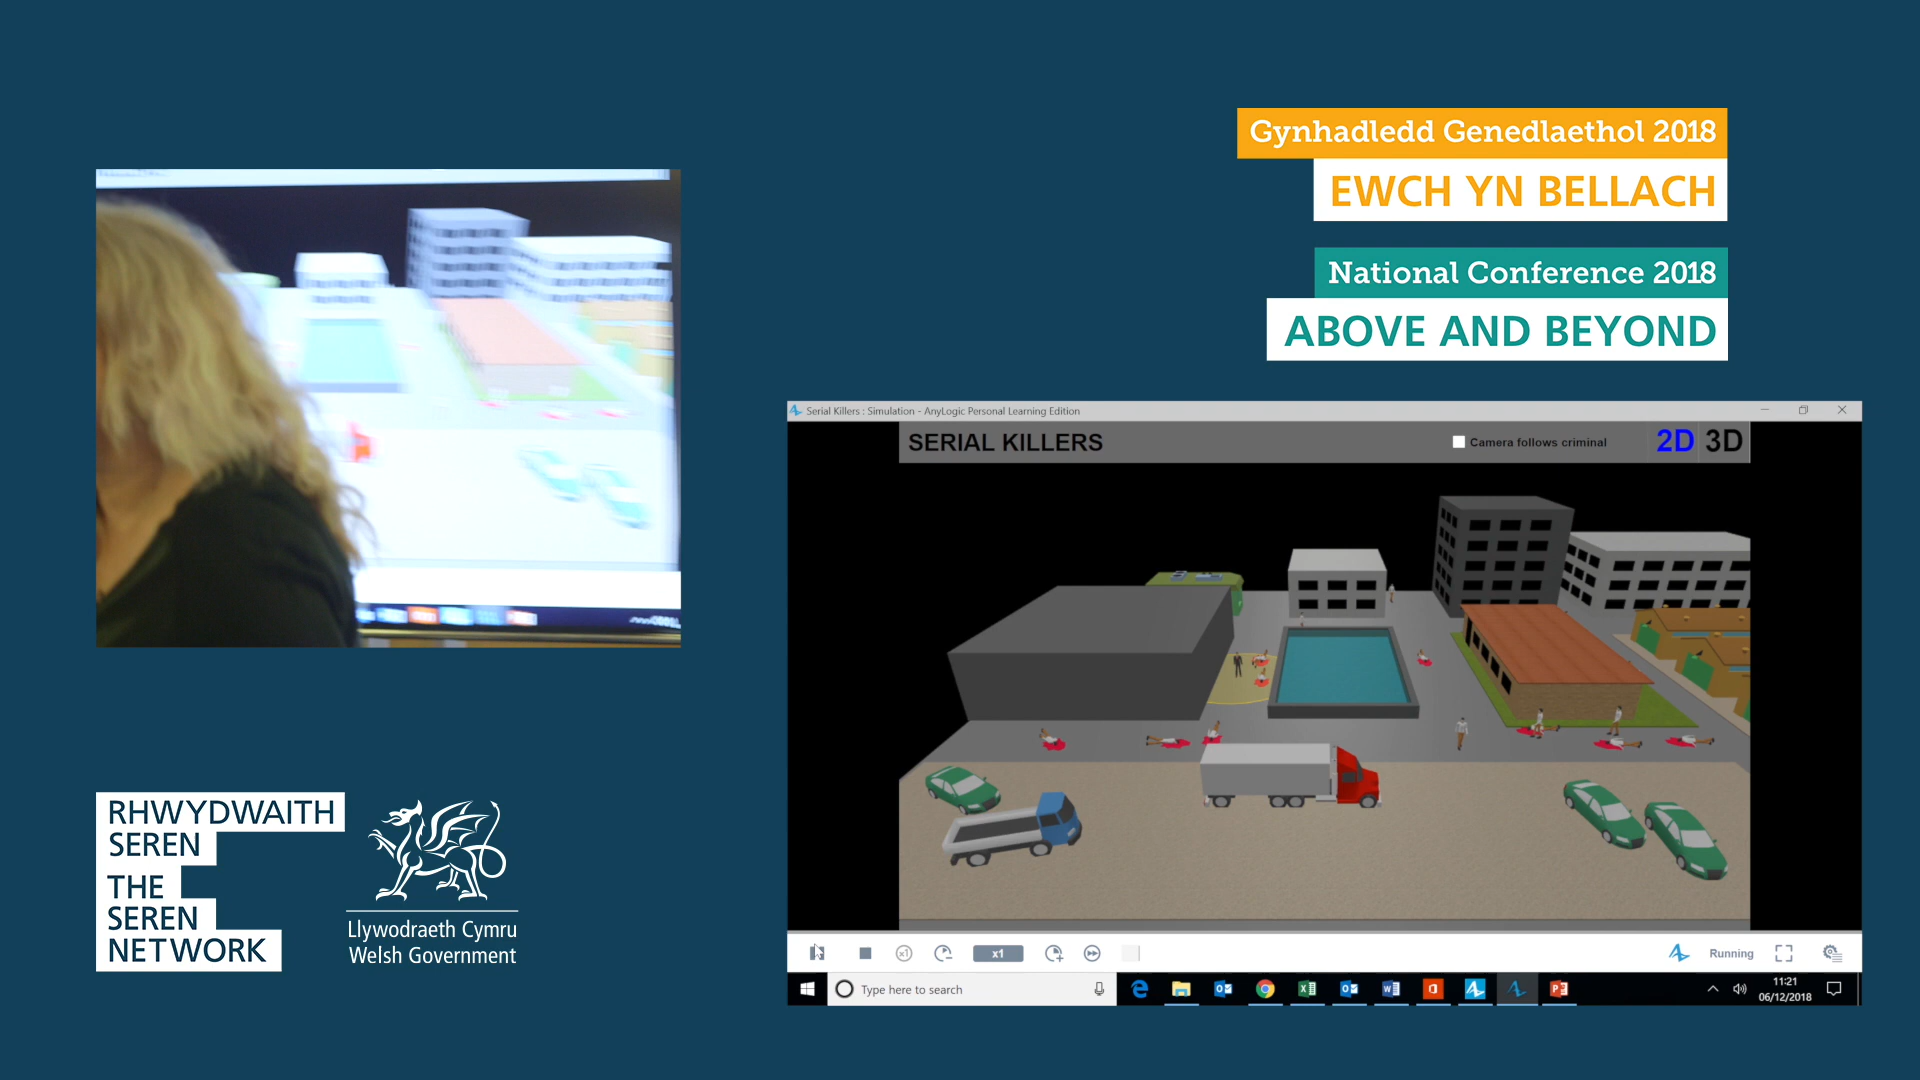 Gynhadledd Genedlaethol 2018
EWCH YN BELLACH
National Conference 2018
ABOVE AND BEYOND
Serial Killers : Simulation - AnyLogic Personal Learning Edition
SERIAL KILLERS
Camera follows criminal
2D 3D
x1
x1
Running
Type here to search
11:21
06/12/2018
RHWYDWAITH
SEREN
THE
SEREN
NETWORK
Llywodraeth Cymru
Welsh Government